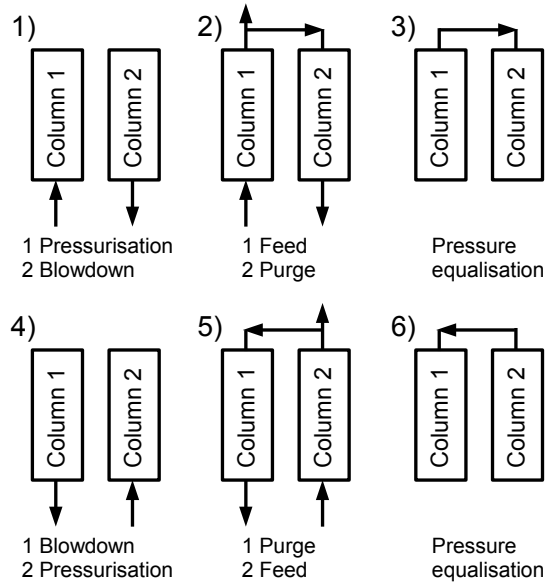 1)
Column 1
Column 2
1 Pressurisation
2 Blowdown
2)
Column 1
Column 2
1 Feed
2 Purge
3)
Column 1
Column 2
Pressure
equalisation
4)
Column 1
Column 2
1 Blowdown
2 Pressurisation
5)
Column 1
Column 2
1 Purge
2 Feed
6)
Column 1
Column 2
Pressure
equalisation